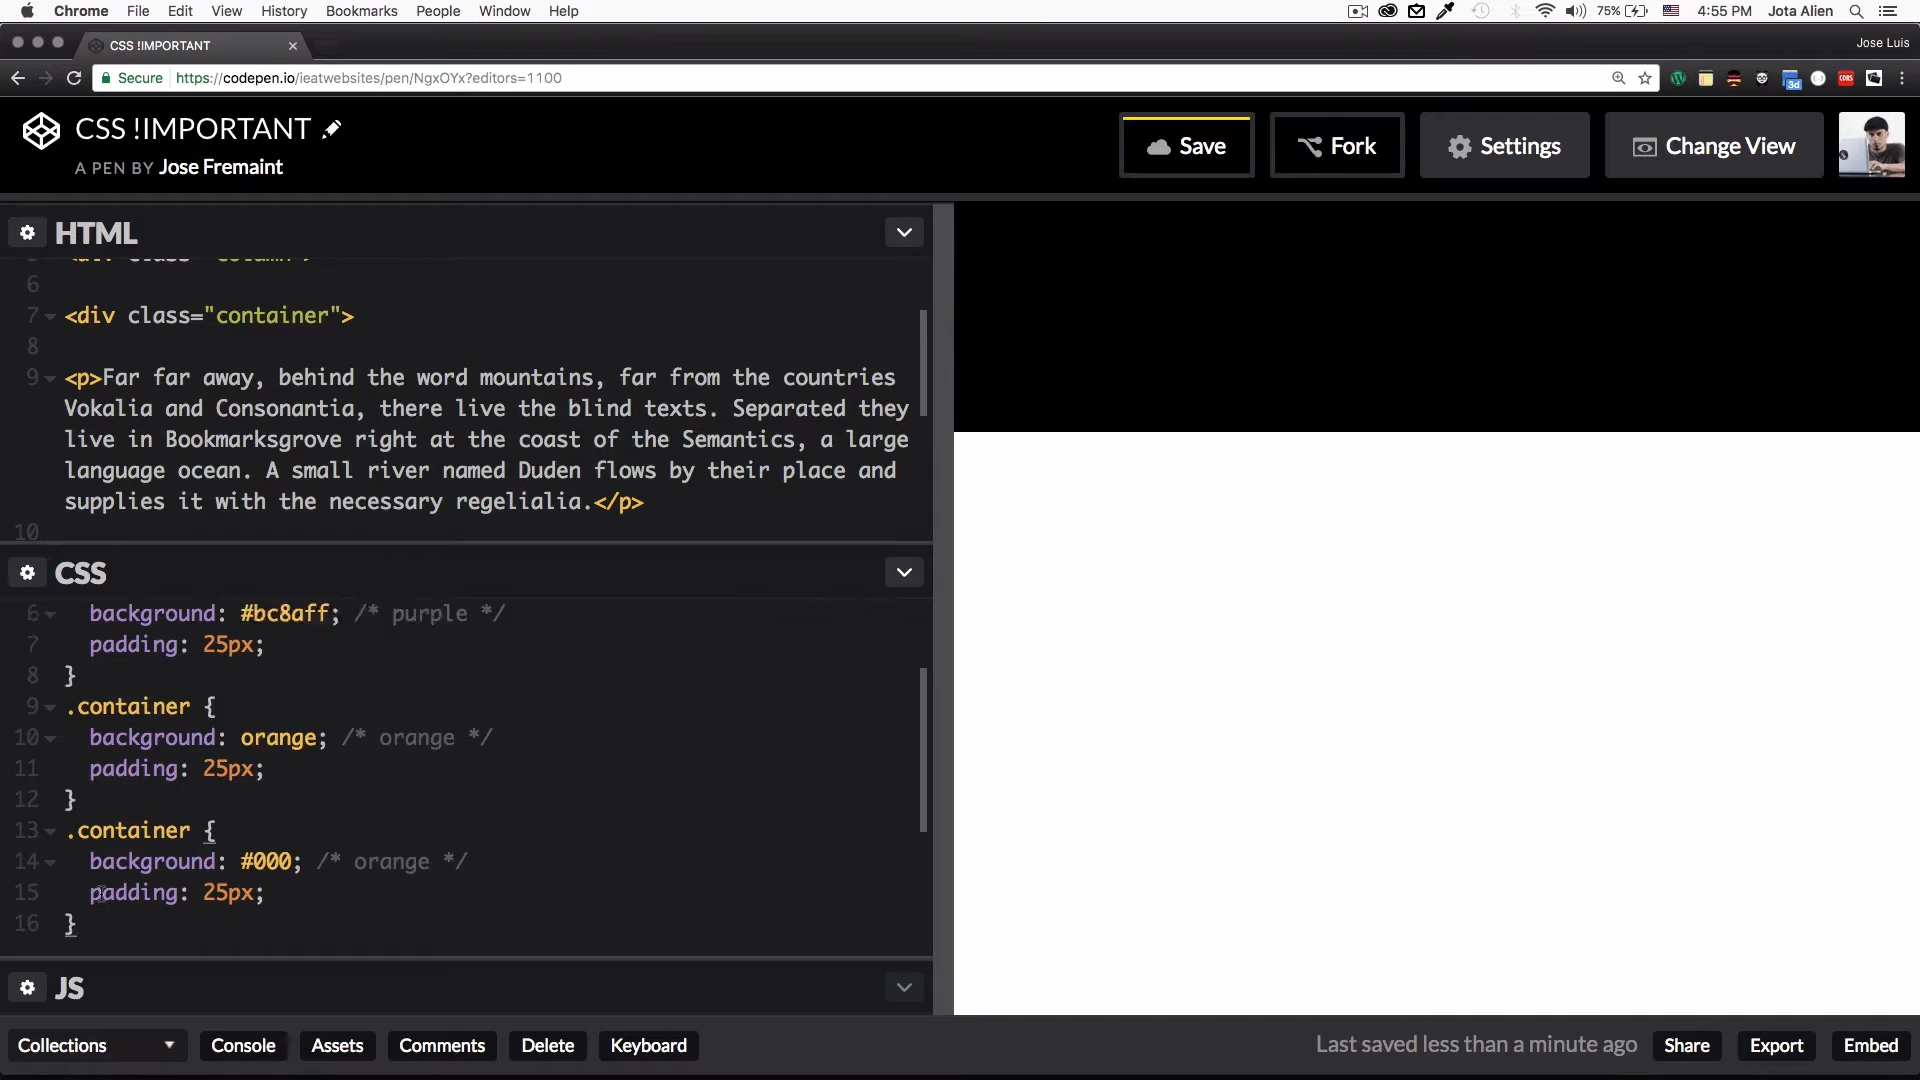 Chrome File Edit View History Bookmarks People Window Help 75% 4:55 PM Jota Alien
CSS !IMPORTANT
Jose Luis
Secure https://codepen.io/ieatwebsites/pen/NgxOYx?editors=1100
3d CORS
CSS !IMPORTANT
A PEN BY Jose Fremaint
Save Fork Settings Change View
HTML
6
7 <div class="container">
8
9 <p>Far far away, behind the word mountains, far from the countries
Vokalia and Consonantia, there live the blind texts. Separated they
live in Bookmarksgrove right at the coast of the Semantics, a large
language ocean. A small river named Duden flows by their place and
supplies it with the necessary regelialia.</p>
10
CSS
6 background: #bc8aff; /* purple */
7 padding: 25px;
8 }
9 .container {
10 background: orange; /* orange */
11 padding: 25px;
12 }
13 .container {
14 background: #000; /* orange */
15 padding: 25px;
16 }
JS
Collections Console Assets Comments Delete Keyboard Last saved less than a minute ago Share Export Embed